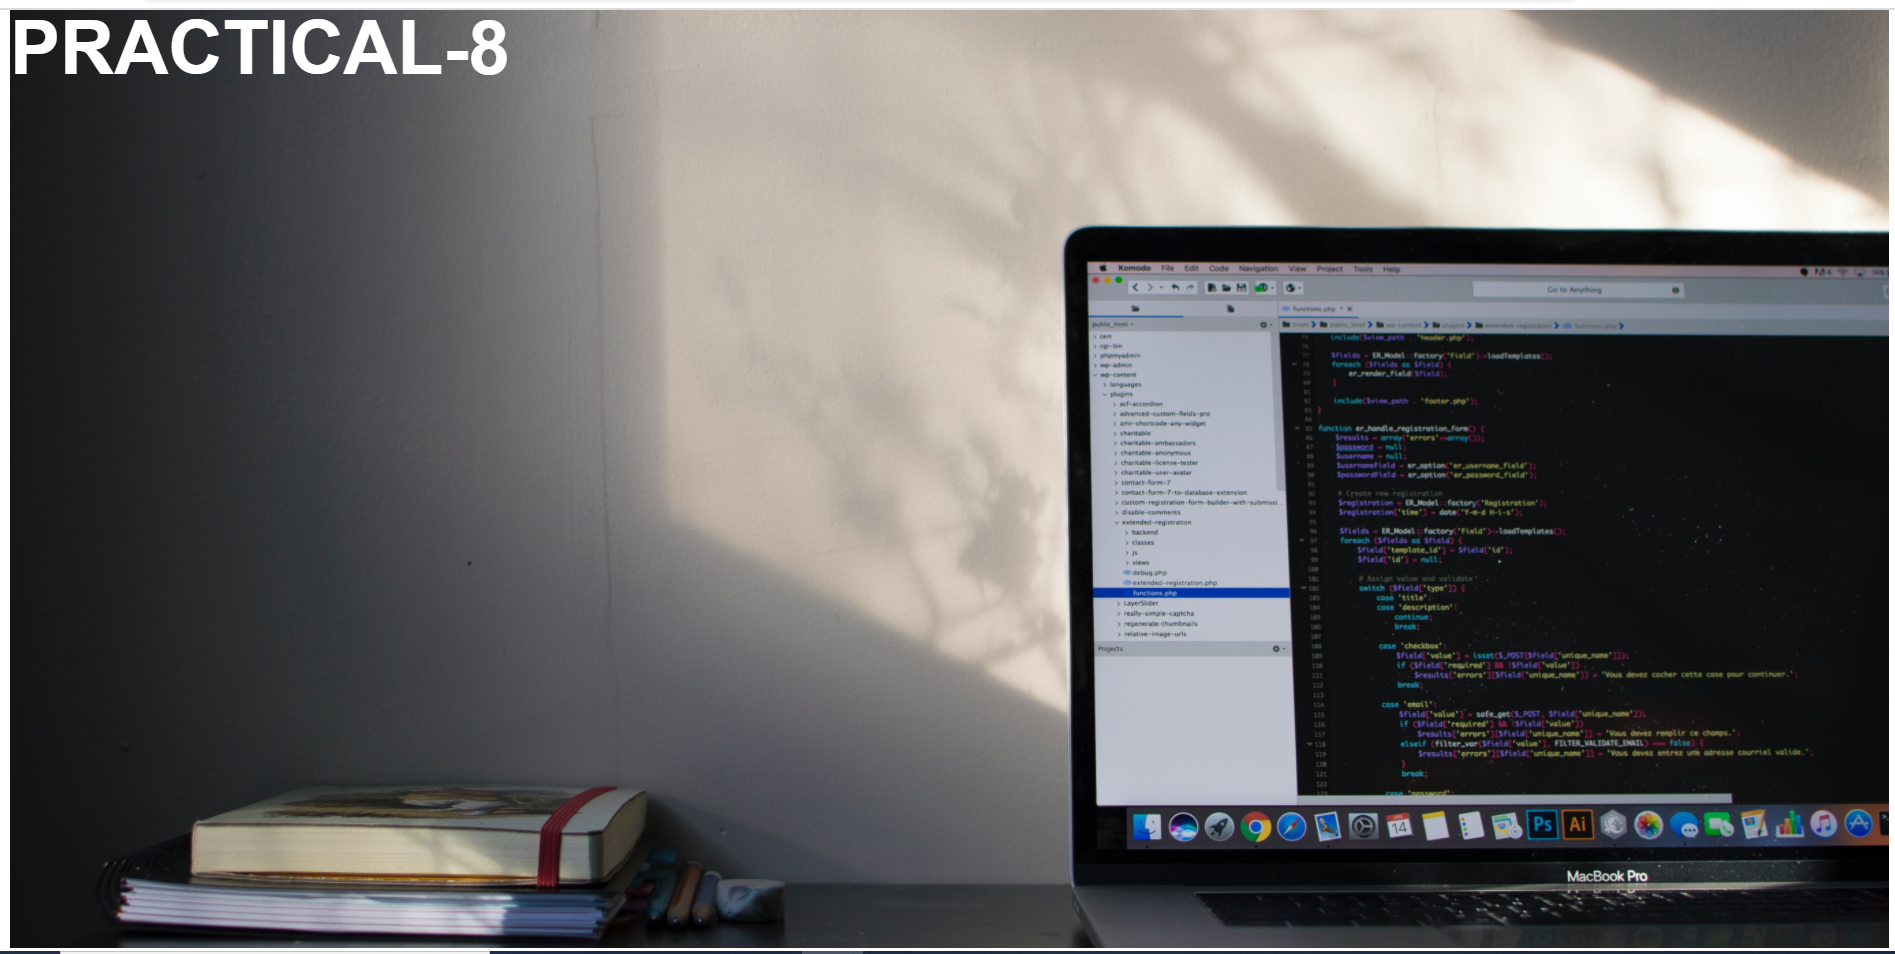 PRACTICAL-8
Komodo File Edit Code Navigation View Project Tools Help
Go to Anything
functions.php
public_html
cert
cgi-bin
phpmyadmin
wp-admin
wp-content
languages
plugins
acf-accordion
advanced-custom-fields-pro
amr-shortcode-any-widget
charitable
charitable-ambassadors
charitable-anonymous
charitable-license-tester
charitable-user-avatar
contact-form-7
contact-form-7-to-database-extension
custom-registration-form-builder-with-submissi...
disable-comments
extended-registration
backend
classes
js
views
debug.php
extended-registration.php
functions.php
LayerSlider
really-simple-captcha
regenerate-thumbnails
relative-image-urls
Projects
public_html wp-content plugins extended-registration functions.php
include($view_path . 'header.php');
$fields = ER_Model::factory('Field')->loadTemplates();
foreach ($fields as $field) {
er_render_field($field);
}
include($view_path . 'footer.php');
}
function er_handle_registration_form() {
$results = array('errors'=>array());
$password = null;
$username = null;
$usernameField = er_option('er_username_field');
$passwordField = er_option('er_password_field');
# Create new registration
$registration = ER_Model::factory('Registration');
$registration['time'] = date('Y-m-d H-i-s');
$fields = ER_Model::factory('Field')->loadTemplates();
foreach ($fields as $field) {
$field['template_id'] = $field['id'];
$field['id'] = null;
# Assign value and validate
switch ($field['type']) {
case 'title':
case 'description':
continue;
break;
case 'checkbox':
$field['value'] = isset($_POST[$field['unique_name']]);
if ($field['required'] && !$field['value'])
$results['errors'][$field['unique_name']] = 'Vous devez cocher cette case pour continuer.';
break;
case 'email':
$field['value'] = safe_get($_POST, $field['unique_name']);
if ($field['required'] && !$field['value'])
$results['errors'][$field['unique_name']] = 'Vous devez remplir ce champs.';
elseif (filter_var($field['value'], FILTER_VALIDATE_EMAIL) === false) {
$results['errors'][$field['unique_name']] = 'Vous devez entrez une adresse courriel valide.';
}
break;
case 'password':
14
Ps
Ai
MacBook Pro